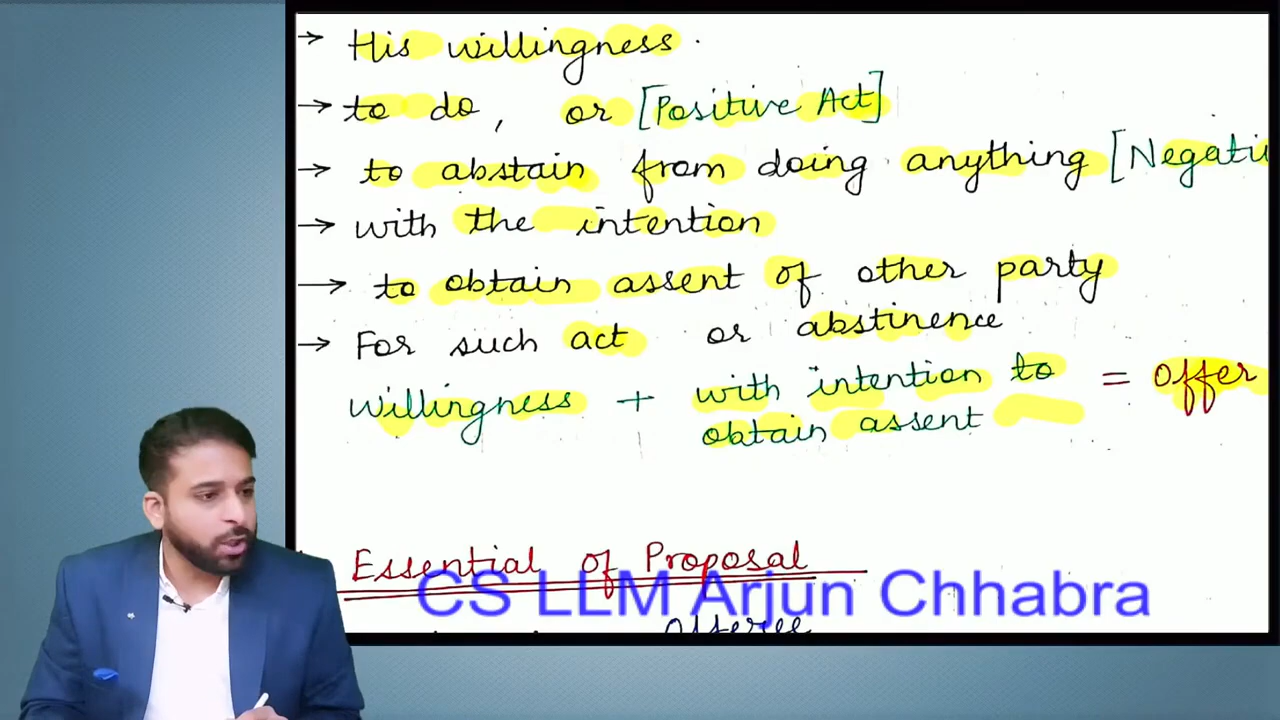 → His willingness.
→ to do, or [Positive Act]
→ to abstain from doing anything [Negati
→ with the intention
→ to obtain assent of other party
→ For such act or abstinence
willingness + with intention to = offer
obtain assent
Essential of Proposal
CS LLM Arjun Chhabra
offeree